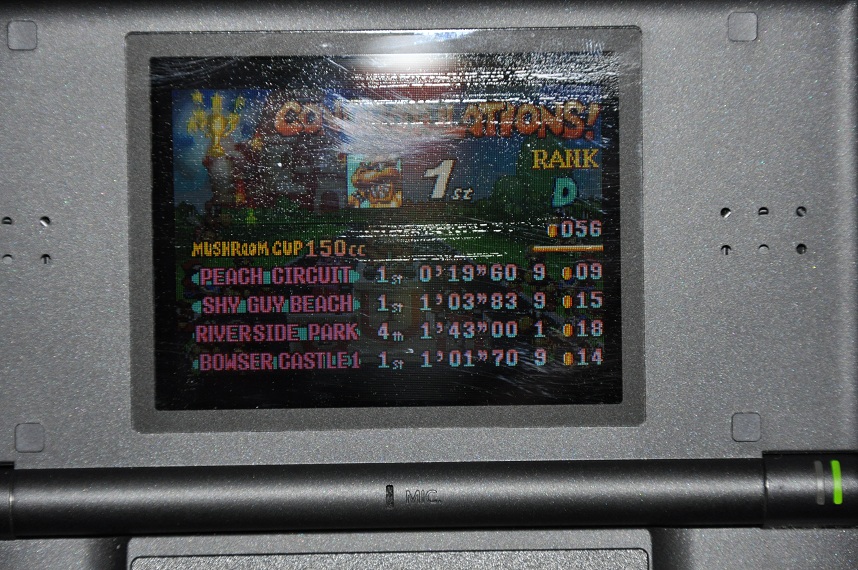 CONGRATULATIONS!
RANK
1st
D
056
MUSHROOM CUP 150cc
PEACH CIRCUIT 1st 0'19"60 9 09
SHY GUY BEACH 1st 1'03"83 9 15
RIVERSIDE PARK 4th 1'43"00 1 18
BOWSER CASTLE1 1st 1'01"70 9 14
MIC.